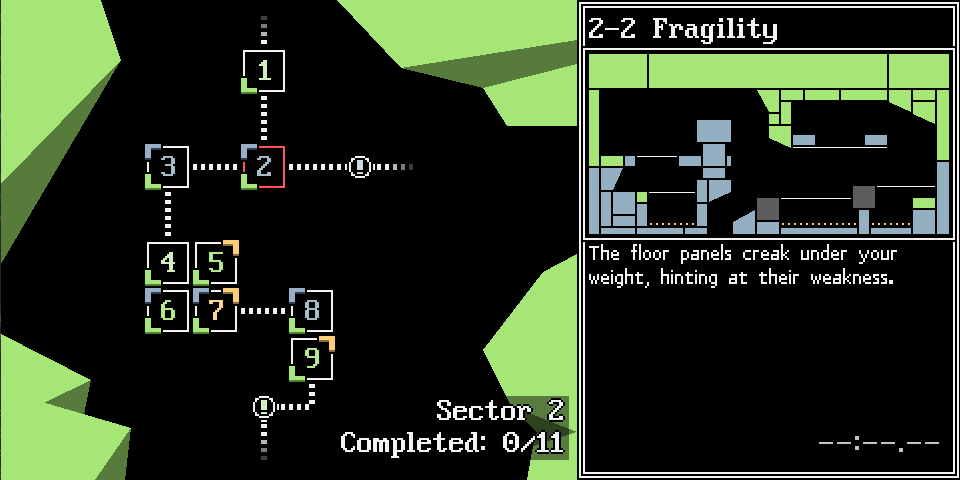 1
3
2
!
4
5
6
7
8
9
!
Sector 2
Completed: 0/11
2-2 Fragility
The floor panels creak under your
weight, hinting at their weakness.
--:--.--